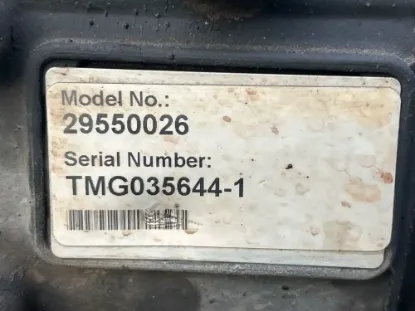 Model No.:
29550026
Serial Number:
TMG035644-1